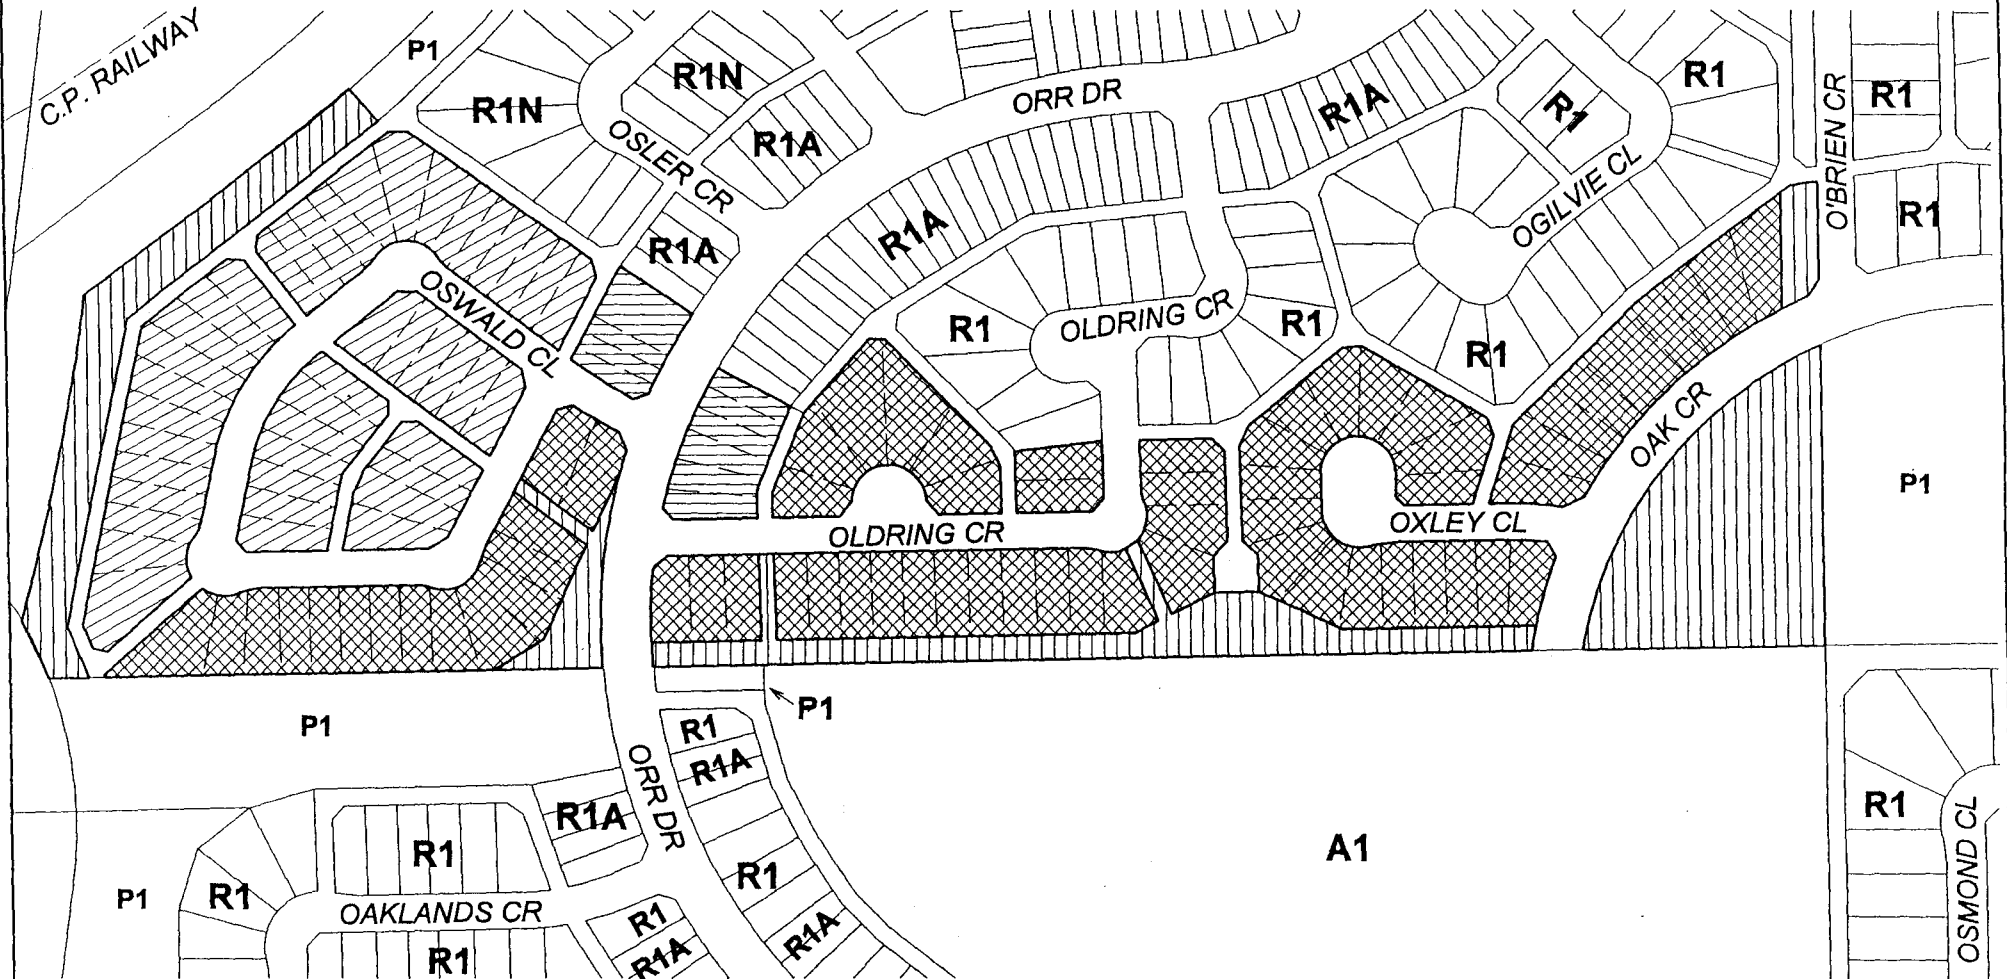 C.P. RAILWAY
P1
R1N
R1N
OSLER CR
R1A
ORR DR
R1A
R1
R1
O'BRIEN CR
R1
R1A
R1A
OGILVIE CL
R1
OSWALD CL
R1
OLDRING CR
R1
R1
OAK CR
P1
OLDRING CR
OXLEY CL
P1
P1
R1
R1A
ORR DR
R1A
R1
A1
R1
OSMOND CL
P1
R1
R1
OAKLANDS CR
R1
R1
R1A
R1A